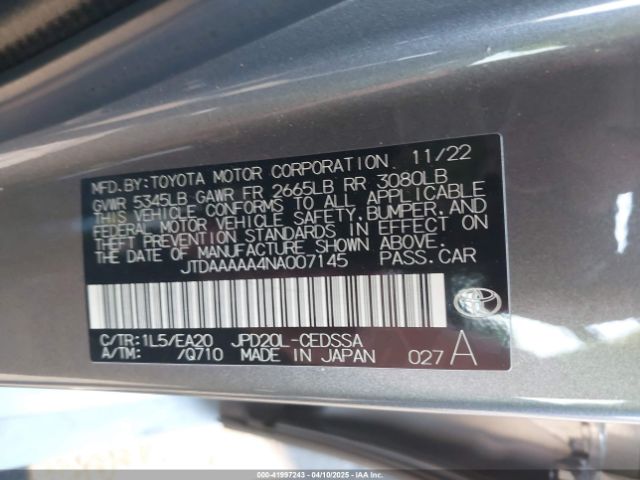 MFD.BY:TOYOTA MOTOR CORPORATION 11/22
GVWR 5345LB GAWR FR 2665LB RR 3080LB
THIS VEHICLE CONFORMS TO ALL APPLICABLE
FEDERAL MOTOR VEHICLE SAFETY,BUMPER,AND
THEFT PREVENTION STANDARDS IN EFFECT ON
THE DATE OF MANUFACTURE SHOWN ABOVE.
JTDAAAAA4NA007145 PASS.CAR
C/TR:1L5/EA20 JPD20L-CEDSSA
A/TM: /Q710 MADE IN JAPAN 027 A
000-41997243 - 04/10/2025 - IAA Inc.